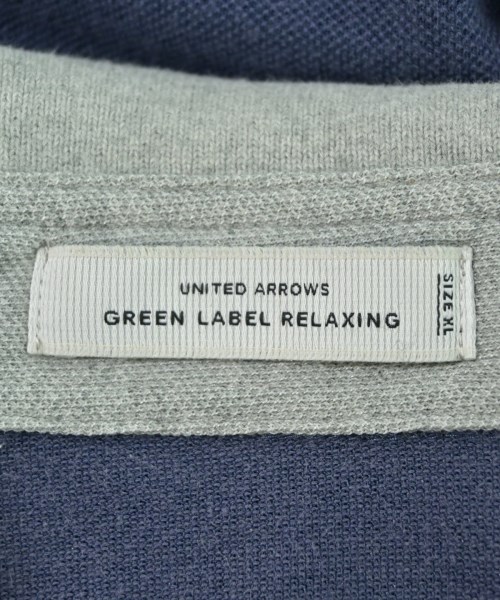 UNITED ARROWS
GREEN LABEL RELAXING
SIZE XL